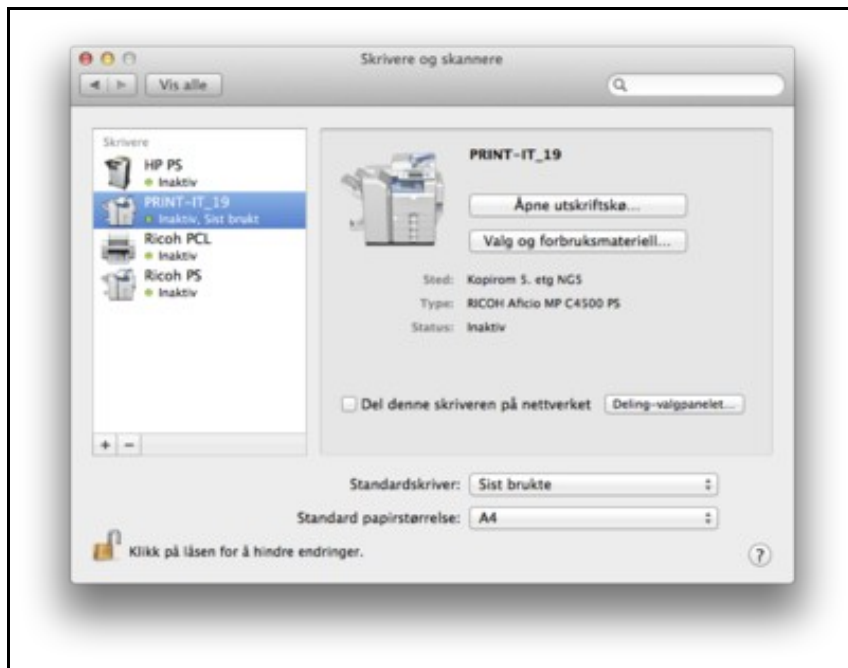 Skrivere og skannere
Vis alle
Skrivere
HP PS
Inaktiv
PRINT-IT_19
Inaktiv, Sist brukt
Ricoh PCL
Inaktiv
Ricoh PS
Inaktiv
+ −
PRINT-IT_19
Åpne utskriftskø...
Valg og forbruksmateriell...
Sted: Kopirom 5. etg NG5
Type: RICOH Aficio MP C4500 PS
Status: Inaktiv
Del denne skriveren på nettverket Deling-valgpanelet...
Standardskriver: Sist brukte
Standard papirstørrelse: A4
Klikk på låsen for å hindre endringer.
?